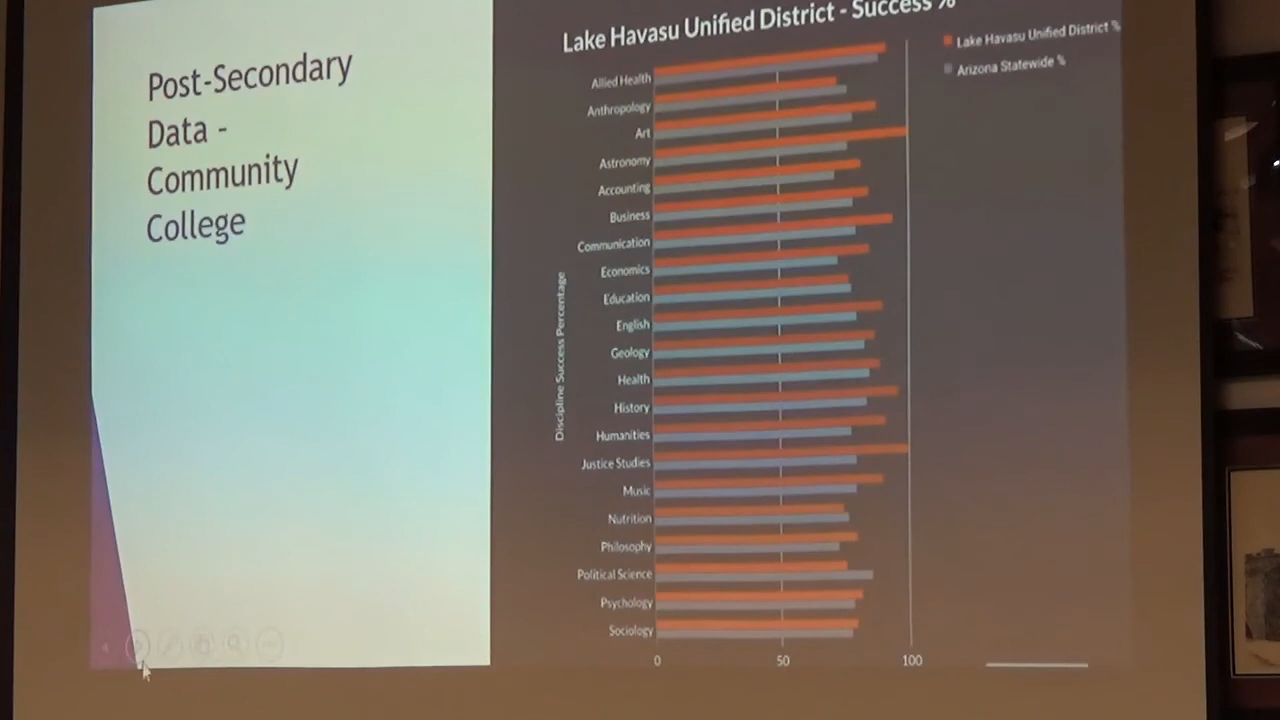 Post-Secondary
Data -
Community
College
Lake Havasu Unified District - Success %
Lake Havasu Unified District %
Arizona Statewide %
Discipline Success Percentage
Allied Health
Anthropology
Art
Astronomy
Accounting
Business
Communication
Economics
Education
English
Geology
Health
History
Humanities
Justice Studies
Music
Nutrition
Philosophy
Political Science
Psychology
Sociology
0 50 100